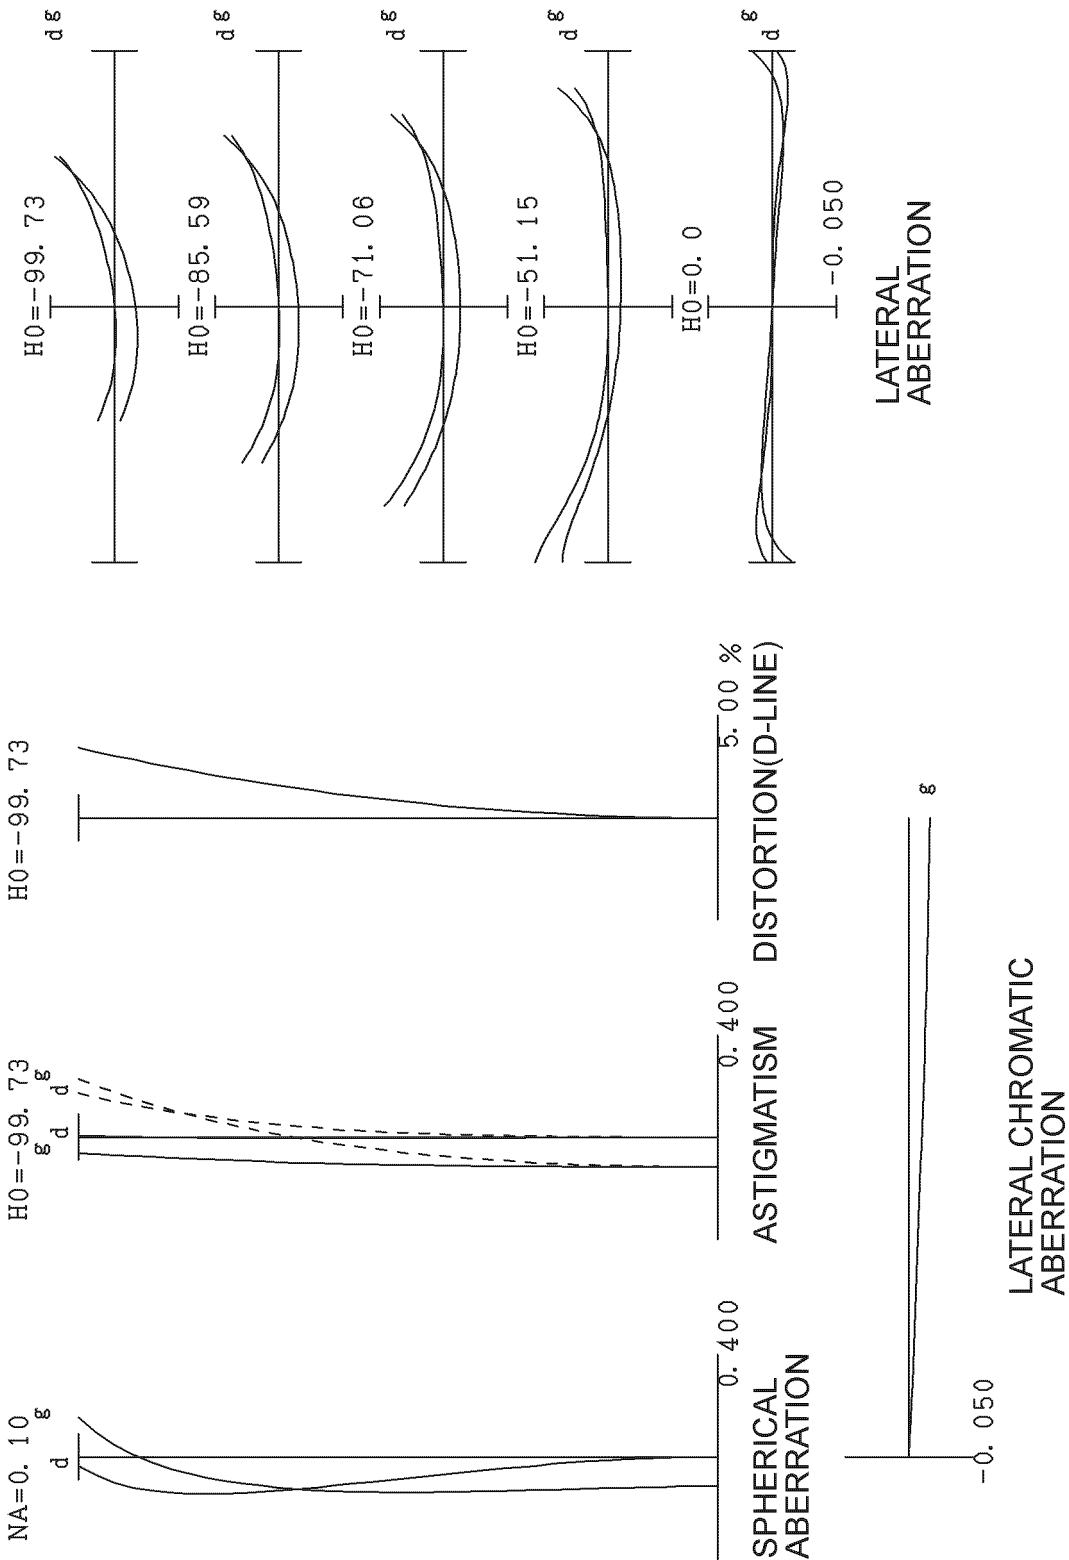 NA=0.10
d
g
0.400
SPHERICAL
ABERRATION
H0=-99.73
g
d
d
g
0.400
ASTIGMATISM
H0=-99.73
5.00 %
DISTORTION(D-LINE)
-0.050
g
LATERAL CHROMATIC
ABERRATION
H0=-99.73
d
g
H0=-85.59
d
g
H0=-71.06
d
g
H0=-51.15
d
g
H0=0.0
d
g
-0.050
LATERAL
ABERRATION